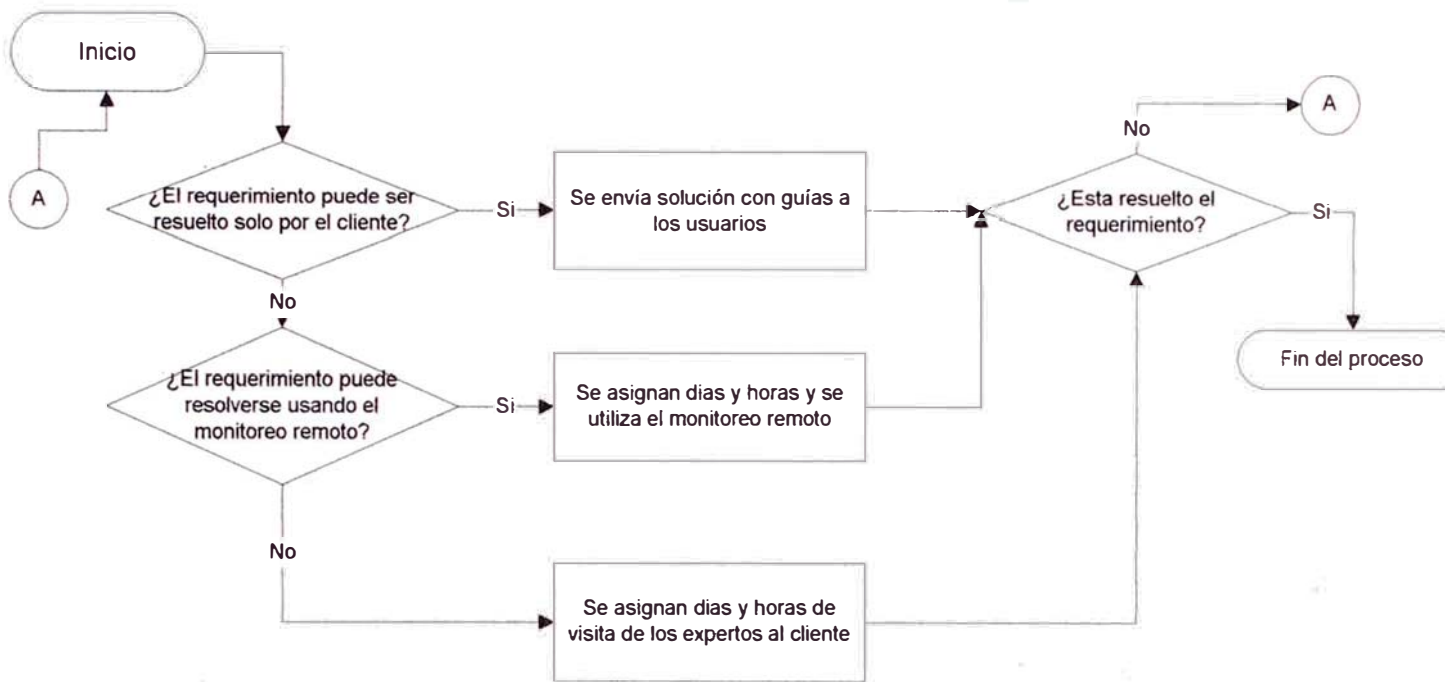 Inicio
A
¿El requerimiento puede ser
resuelto solo por el cliente?
Si
Se envía solución con guías a
los usuarios
No
A
¿Esta resuelto el
requerimiento?
Si
Fin del proceso
No
¿El requerimiento puede
resolverse usando el
monitoreo remoto?
Si
Se asignan dias y horas y se
utiliza el monitoreo remoto
No
Se asignan dias y horas de
visita de los expertos al cliente